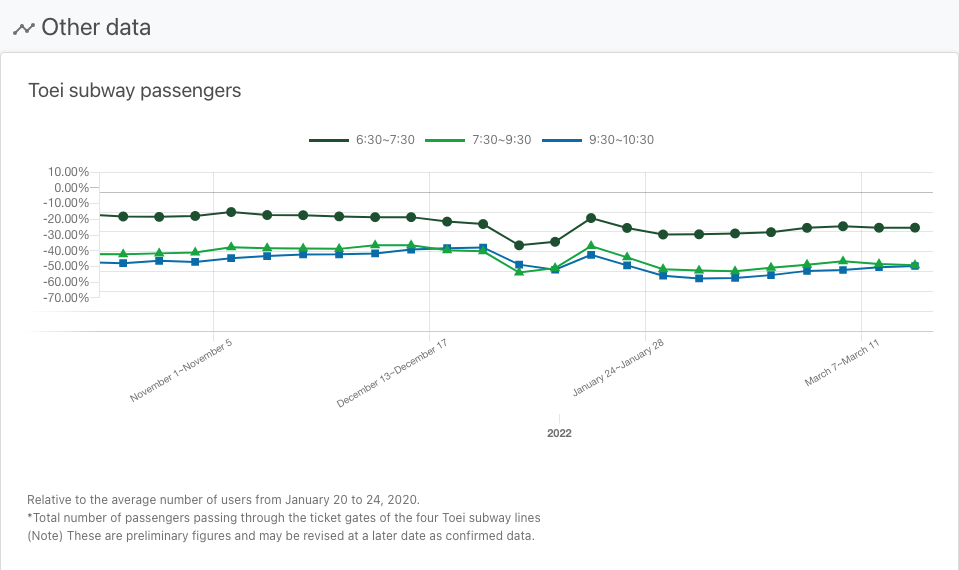 Other data
Toei subway passengers
6:30~7:30
7:30~9:30
9:30~10:30
10.00%
0.00%
-10.00%
-20.00%
-30.00%
-40.00%
-50.00%
-60.00%
-70.00%
November 1~November 5
December 13~December 17
January 24~January 28
March 7~March 11
2022
Relative to the average number of users from January 20 to 24, 2020.
*Total number of passengers passing through the ticket gates of the four Toei subway lines
(Note) These are preliminary figures and may be revised at a later date as confirmed data.